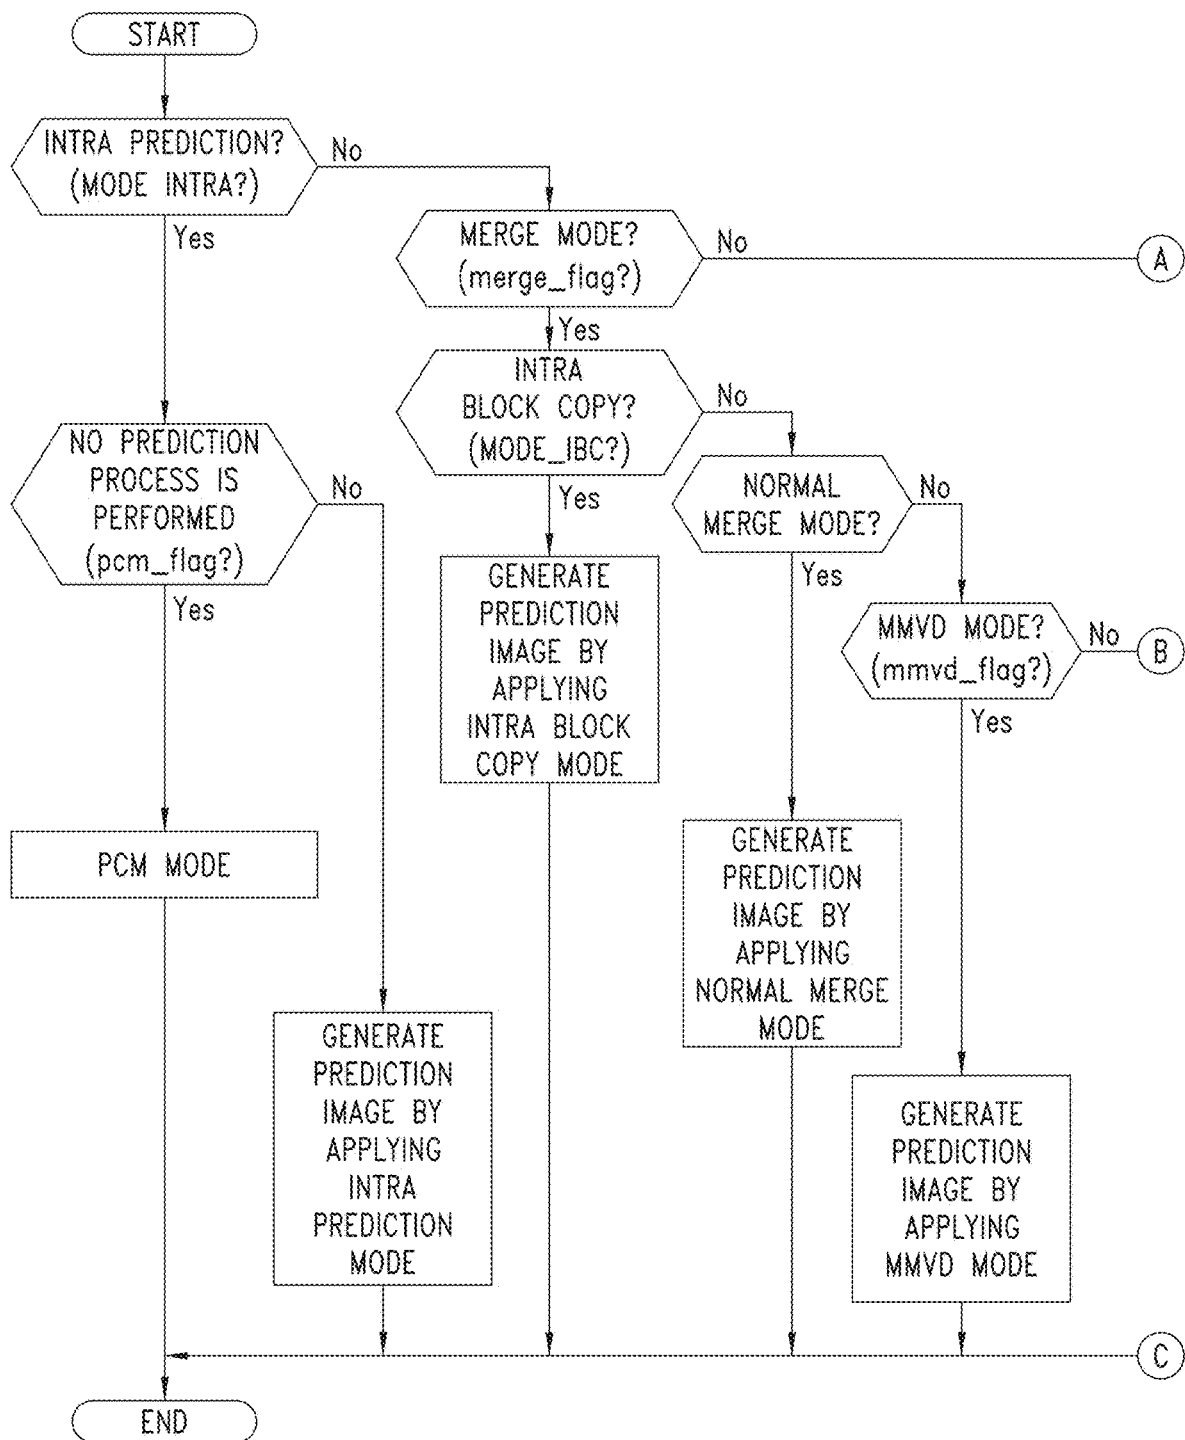 START
INTRA PREDICTION?
(MODE INTRA?)
No
Yes
MERGE MODE?
(merge_flag?)
No
A
Yes
INTRA
BLOCK COPY?
(MODE_IBC?)
No
Yes
NO PREDICTION
PROCESS IS
PERFORMED
(pcm_flag?)
No
Yes
NORMAL
MERGE MODE?
No
Yes
GENERATE
PREDICTION
IMAGE BY
APPLYING
INTRA BLOCK
COPY MODE
MMVD MODE?
(mmvd_flag?)
No
B
Yes
PCM MODE
GENERATE
PREDICTION
IMAGE BY
APPLYING
NORMAL MERGE
MODE
GENERATE
PREDICTION
IMAGE BY
APPLYING
INTRA
PREDICTION
MODE
GENERATE
PREDICTION
IMAGE BY
APPLYING
MMVD MODE
C
END